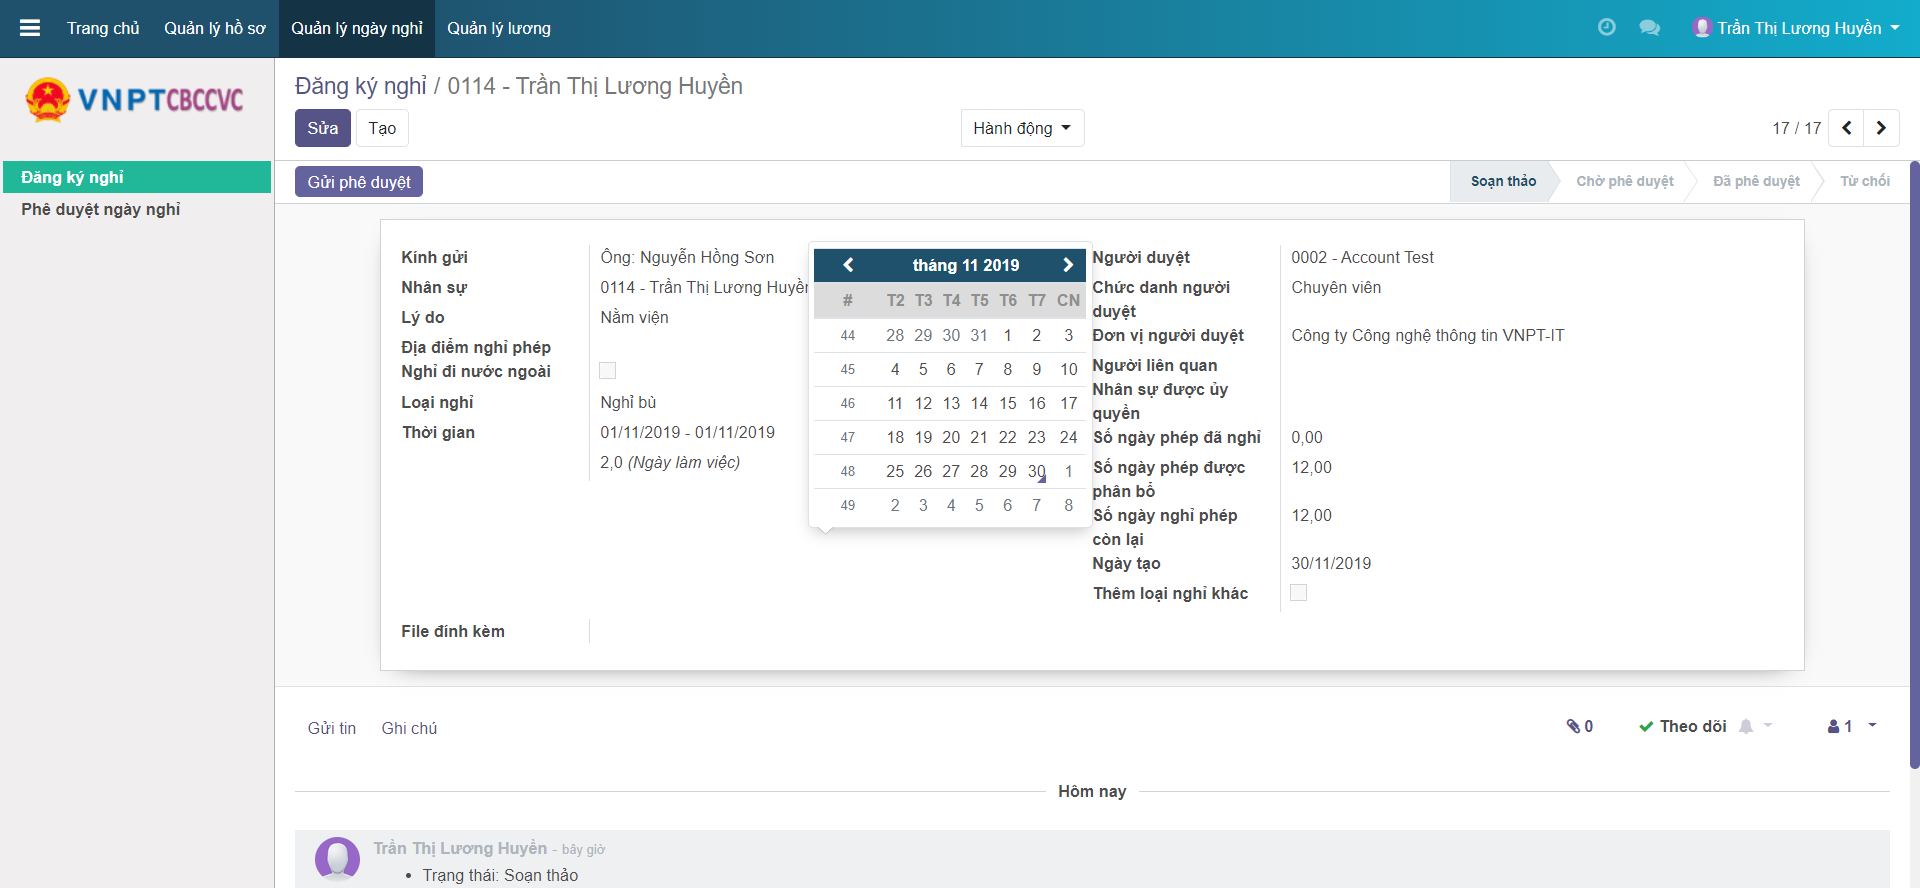 Trang chủ Quản lý hồ sơ Quản lý ngày nghỉ Quản lý lương Trần Thị Lương Huyền
VNPTCBCCVC
Đăng ký nghỉ
Phê duyệt ngày nghỉ
Đăng ký nghỉ / 0114 - Trần Thị Lương Huyền
Sửa Tạo Hành động 17 / 17
Gửi phê duyệt Soạn thảo Chờ phê duyệt Đã phê duyệt Từ chối
Kính gửi Ông: Nguyễn Hồng Sơn
Nhân sự 0114 - Trần Thị Lương Huyền
Lý do Nằm viện
Địa điểm nghỉ phép
Nghỉ đi nước ngoài
Loại nghỉ Nghỉ bù
Thời gian 01/11/2019 - 01/11/2019
2,0 (Ngày làm việc)
File đính kèm
tháng 11 2019
# T2 T3 T4 T5 T6 T7 CN
44 28 29 30 31 1 2 3
45 4 5 6 7 8 9 10
46 11 12 13 14 15 16 17
47 18 19 20 21 22 23 24
48 25 26 27 28 29 30 1
49 2 3 4 5 6 7 8
Người duyệt 0002 - Account Test
Chức danh người Chuyên viên
duyệt
Đơn vị người duyệt Công ty Công nghệ thông tin VNPT-IT
Người liên quan
Nhân sự được ủy
quyền
Số ngày phép đã nghỉ 0,00
Số ngày phép được 12,00
phân bổ
Số ngày nghỉ phép 12,00
còn lại
Ngày tạo 30/11/2019
Thêm loại nghỉ khác
Gửi tin Ghi chú 0 Theo dõi 1
Hôm nay
Trần Thị Lương Huyền - bây giờ
• Trạng thái: Soạn thảo